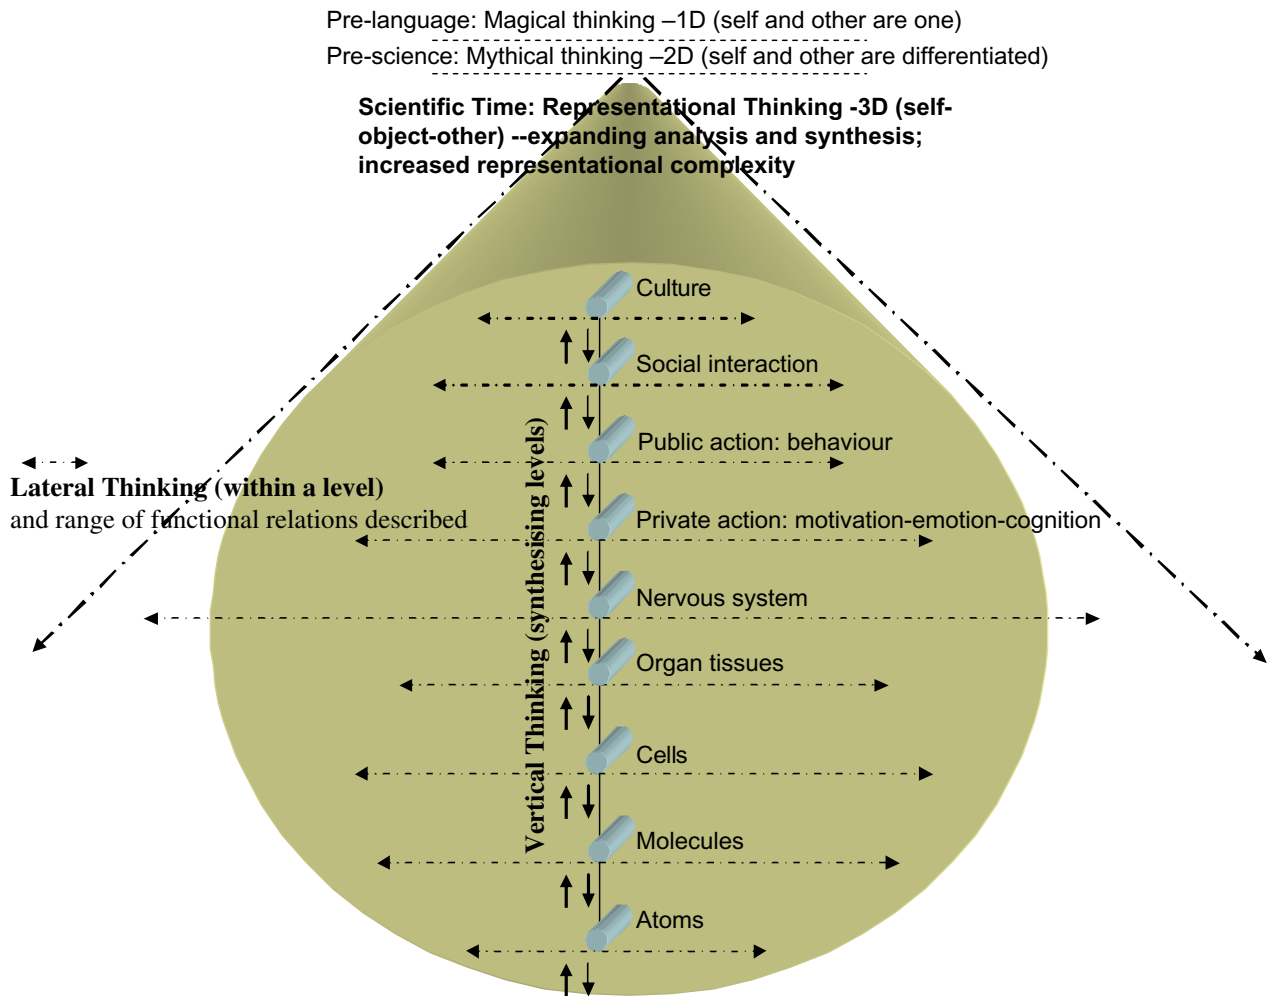 Pre-language: Magical thinking –1D (self and other are one)
Pre-science: Mythical thinking –2D (self and other are differentiated)
Scientific Time: Representational Thinking -3D (self-
object-other) --expanding analysis and synthesis;
increased representational complexity
Culture
Social interaction
Public action: behaviour
Lateral Thinking (within a level)
and range of functional relations described
Private action: motivation-emotion-cognition
Vertical Thinking (synthesising levels)
Nervous system
Organ tissues
Cells
Molecules
Atoms